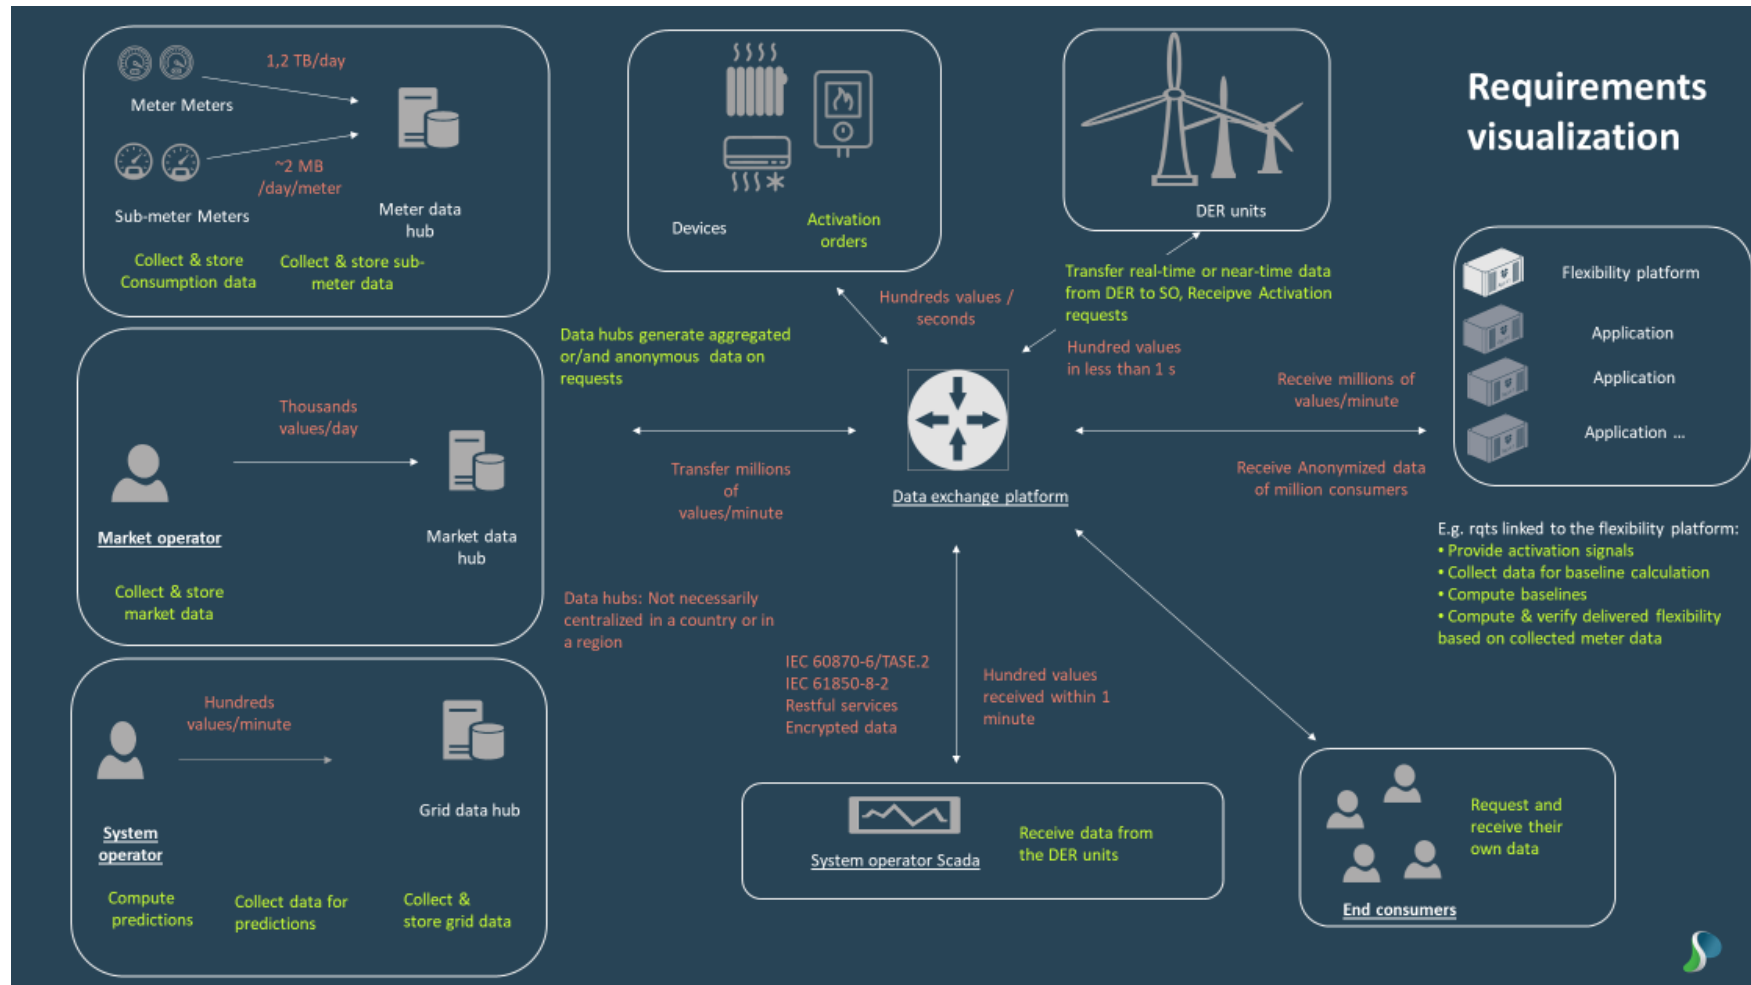 Requirements
visualization
1,2 TB/day
Meter Meters
~2 MB
/day/meter
Sub-meter Meters
Meter data
hub
Collect & store
Consumption data
Collect & store sub-
meter data
Devices
Activation
orders
DER units
Hundreds values /
seconds
Transfer real-time or near-time data
from DER to SO, Receipve Activation
requests
Hundred values
in less than 1 s
Flexibility platform
Application
Application
Application ...
Data hubs generate aggregated
or/and anonymous data on
requests
Thousands
values/day
Market operator
Market data
hub
Collect & store
market data
Transfer millions
of
values/minute
Data exchange platform
Receive millions of
values/minute
Receive Anonymized data
of million consumers
E.g. rqts linked to the flexibility platform:
• Provide activation signals
• Collect data for baseline calculation
• Compute baselines
• Compute & verify delivered flexibility
based on collected meter data
Data hubs: Not necessarily
centralized in a country or in
a region
IEC 60870-6/TASE.2
IEC 61850-8-2
Restful services
Encrypted data
Hundred values
received within 1
minute
Hundreds
values/minute
System
operator
Grid data hub
Compute
predictions
Collect data for
predictions
Collect &
store grid data
System operator Scada
Receive data from
the DER units
Request and
receive their
own data
End consumers